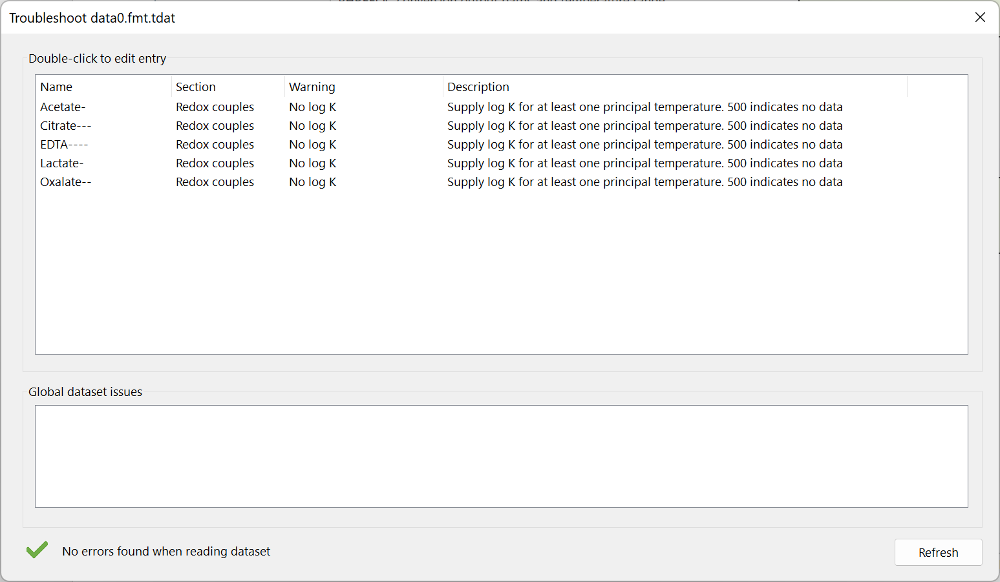 Troubleshoot data0.fmt.tdat
Double-click to edit entry
Name Section Warning Description
Acetate- Redox couples No log K Supply log K for at least one principal temperature. 500 indicates no data
Citrate--- Redox couples No log K Supply log K for at least one principal temperature. 500 indicates no data
EDTA---- Redox couples No log K Supply log K for at least one principal temperature. 500 indicates no data
Lactate- Redox couples No log K Supply log K for at least one principal temperature. 500 indicates no data
Oxalate-- Redox couples No log K Supply log K for at least one principal temperature. 500 indicates no data
Global dataset issues
No errors found when reading dataset
Refresh